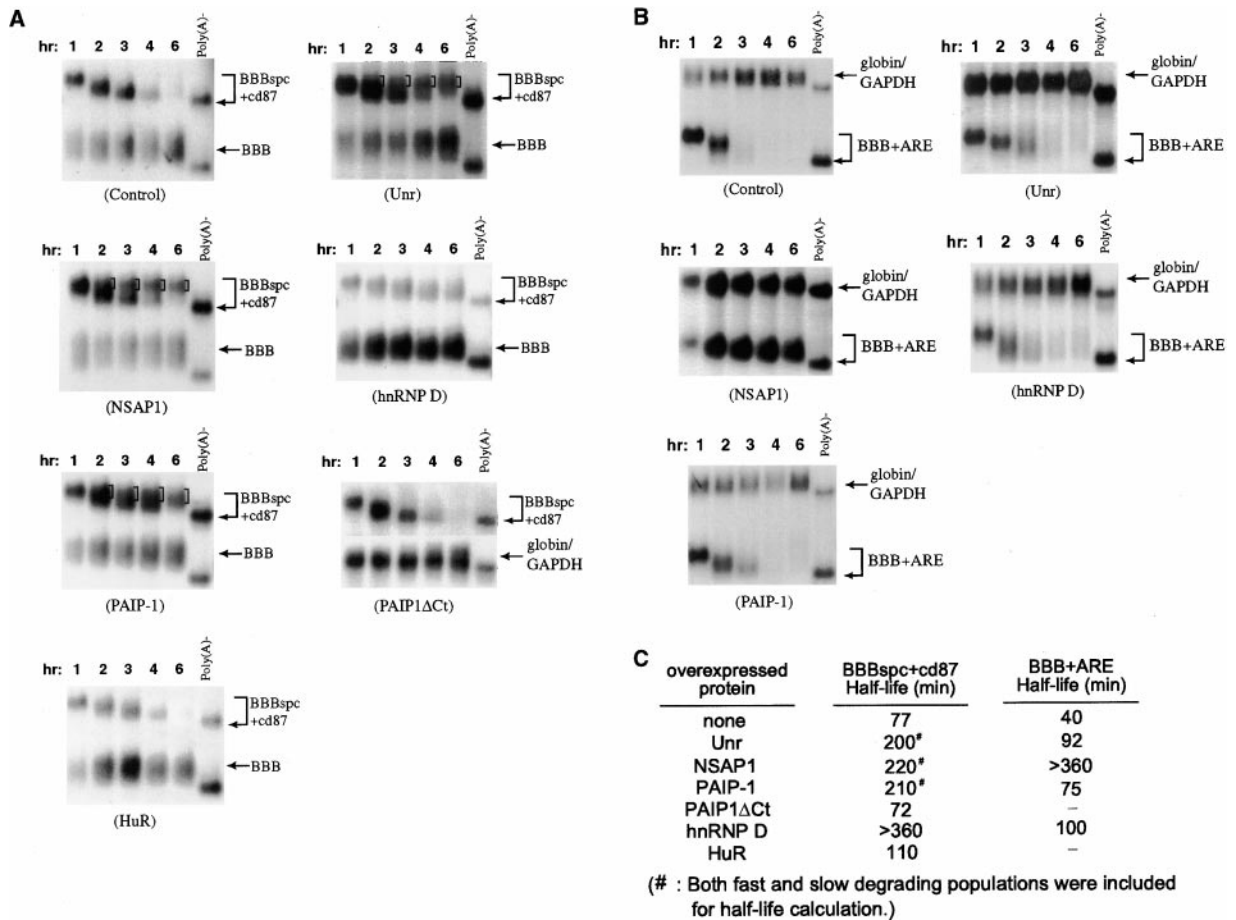 A
hr: 1 2 3 4 6 Poly(A)-
BBBspc
+cd87
BBB
(Control)
hr: 1 2 3 4 6 Poly(A)-
BBBspc
+cd87
BBB
(Unr)
hr: 1 2 3 4 6 Poly(A)-
BBBspc
+cd87
BBB
(NSAP1)
hr: 1 2 3 4 6 Poly(A)-
BBBspc
+cd87
BBB
(hnRNP D)
hr: 1 2 3 4 6 Poly(A)-
BBBspc
+cd87
BBB
(PAIP-1)
hr: 1 2 3 4 6 Poly(A)-
BBBspc
+cd87
globin/
GAPDH
(PAIP1ΔCt)
hr: 1 2 3 4 6 Poly(A)-
BBBspc
+cd87
BBB
(HuR)
B
hr: 1 2 3 4 6 Poly(A)-
globin/
GAPDH
BBB+ARE
(Control)
hr: 1 2 3 4 6 Poly(A)-
globin/
GAPDH
BBB+ARE
(Unr)
hr: 1 2 3 4 6 Poly(A)-
globin/
GAPDH
BBB+ARE
(NSAP1)
hr: 1 2 3 4 6 Poly(A)-
globin/
GAPDH
BBB+ARE
(hnRNP D)
hr: 1 2 3 4 6 Poly(A)-
globin/
GAPDH
BBB+ARE
(PAIP-1)
C
overexpressed protein BBBspc+cd87 Half-life (min) BBB+ARE Half-life (min)
none 77 40
Unr 200# 92
NSAP1 220# >360
PAIP-1 210# 75
PAIP1ΔCt 72 –
hnRNP D >360 100
HuR 110 –
(# : Both fast and slow degrading populations were included
for half-life calculation.)